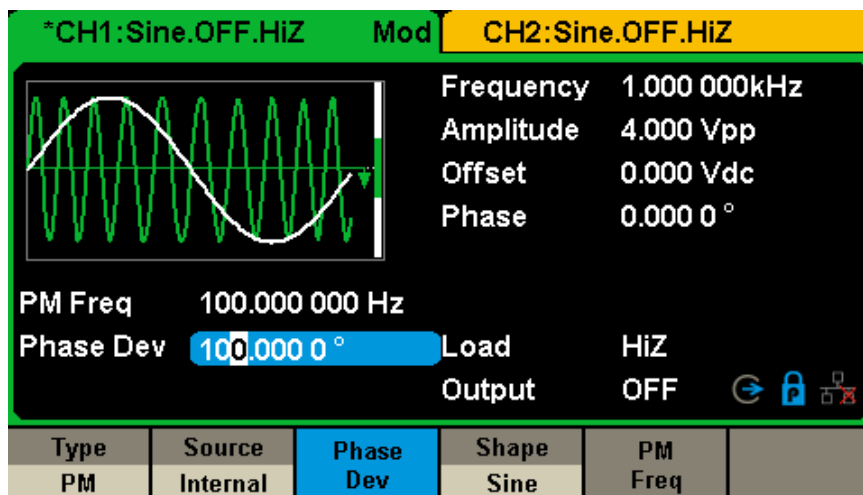 *CH1:Sine.OFF.HiZ Mod CH2:Sine.OFF.HiZ
Frequency 1.000 000kHz
Amplitude 4.000 Vpp
Offset 0.000 Vdc
Phase 0.000 0 °
PM Freq 100.000 000 Hz
Phase Dev 100.000 0 °
Load HiZ
Output OFF P
Type Source Phase Dev Shape PM Freq
PM Internal Sine